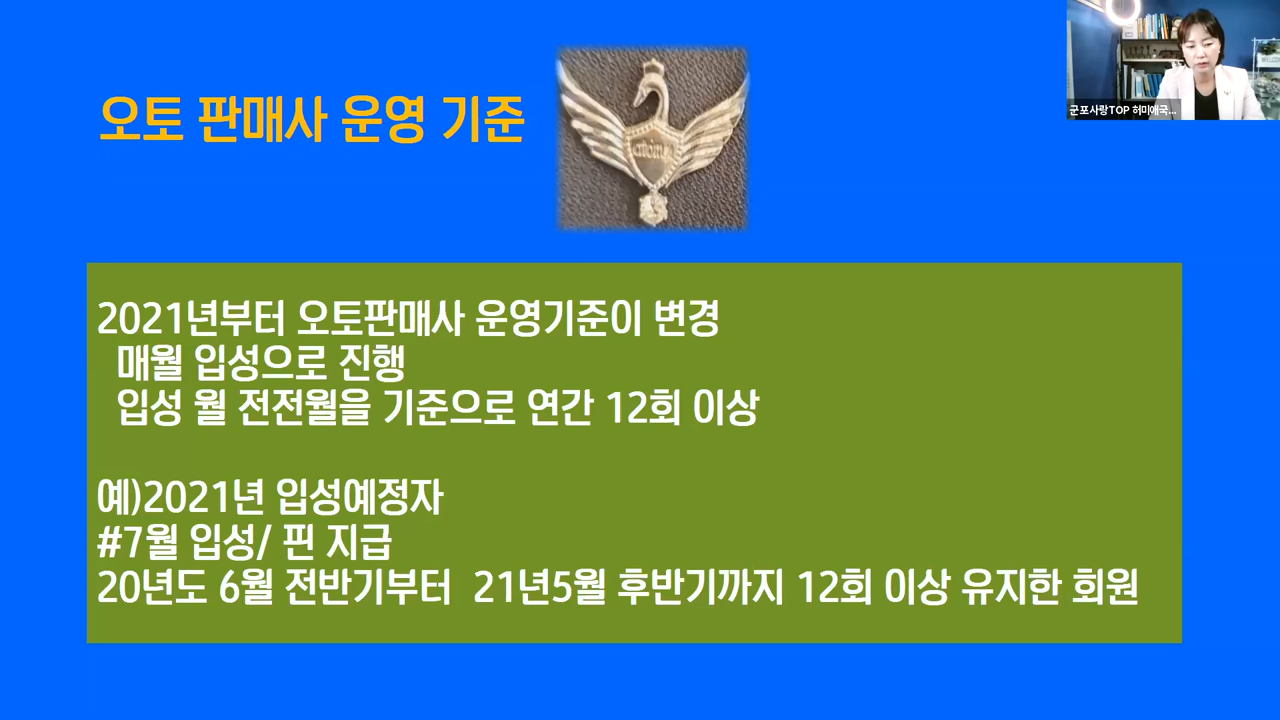 오토 판매사 운영 기준
atomy
군포사랑TOP 허미애국...
2021년부터 오토판매사 운영기준이 변경
매월 입성으로 진행
입성 월 전전월을 기준으로 연간 12회 이상
예)2021년 입성예정자
#7월 입성/ 핀 지급
20년도 6월 전반기부터 21년5월 후반기까지 12회 이상 유지한 회원